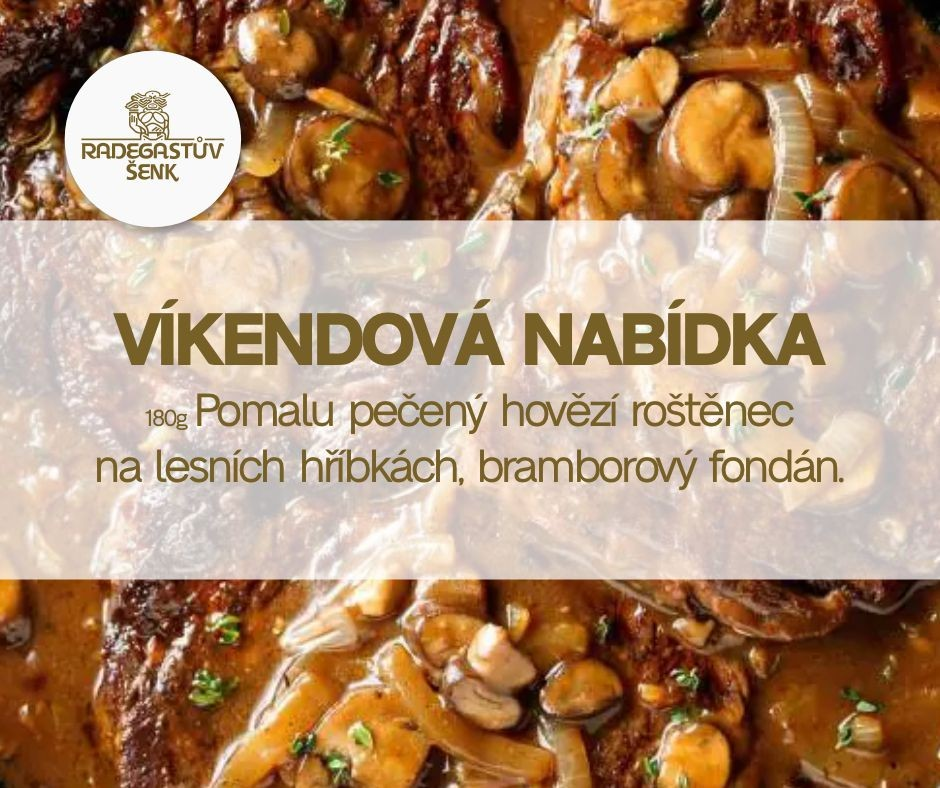 RADEGASTŮV
ŠENK
VÍKENDOVÁ NABÍDKA
180g Pomalu pečený hovězí roštěnec
na lesních hříbkách, bramborový fondán.